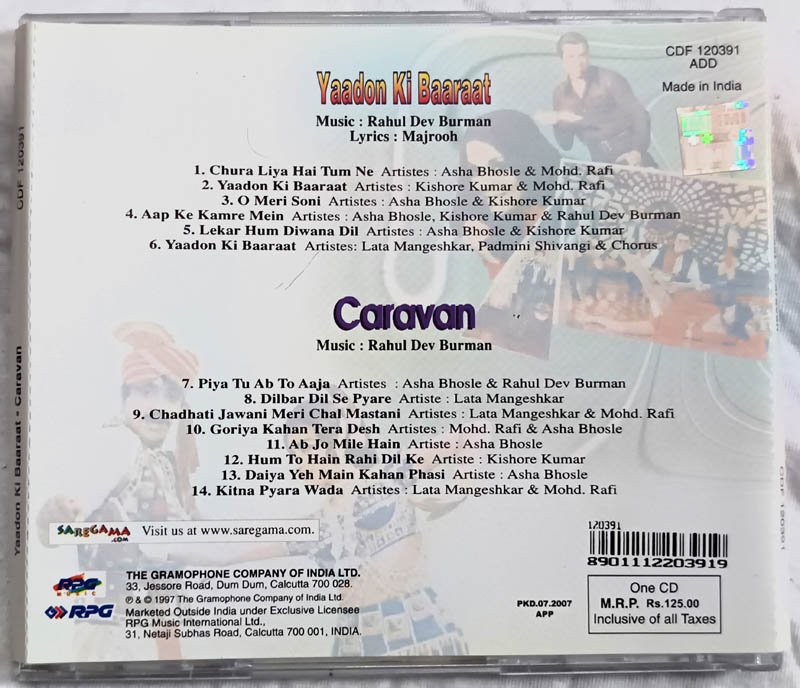 CDF 120391
ADD
Made in India
Yaadon Ki Baaraat
Music : Rahul Dev Burman
Lyrics : Majrooh
1. Chura Liya Hai Tum Ne Artistes : Asha Bhosle & Mohd. Rafi
2. Yaadon Ki Baaraat Artistes : Kishore Kumar & Mohd. Rafi
3. O Meri Soni Artistes : Asha Bhosle & Kishore Kumar
4. Aap Ke Kamre Mein Artistes : Asha Bhosle, Kishore Kumar & Rahul Dev Burman
5. Lekar Hum Diwana Dil Artistes : Asha Bhosle & Kishore Kumar
6. Yaadon Ki Baaraat Artistes: Lata Mangeshkar, Padmini Shivangi & Chorus
Caravan
Music : Rahul Dev Burman
7. Piya Tu Ab To Aaja Artistes : Asha Bhosle & Rahul Dev Burman
8. Dilbar Dil Se Pyare Artiste : Lata Mangeshkar
9. Chadhati Jawani Meri Chal Mastani Artistes : Lata Mangeshkar & Mohd. Rafi
10. Goriya Kahan Tera Desh Artistes : Mohd. Rafi & Asha Bhosle
11. Ab Jo Mile Hain Artiste : Asha Bhosle
12. Hum To Hain Rahi Dil Ke Artiste : Kishore Kumar
13. Daiya Yeh Main Kahan Phasi Artiste : Asha Bhosle
14. Kitna Pyara Wada Artistes : Lata Mangeshkar & Mohd. Rafi
SAREGAMA
.COM
Visit us at www.saregama.com.
120391
8901112203919
RPG
MUSIC
RPG
THE GRAMOPHONE COMPANY OF INDIA LTD.
33, Jessore Road, Dum Dum, Calcutta 700 028.
℗ & © 1997 The Gramophone Company of India Ltd.
Marketed Outside India under Exclusive Licensee
RPG Music International Ltd.,
31, Netaji Subhas Road, Calcutta 700 001, INDIA.
PKD.07.2007
APP
One CD
M.R.P. Rs.125.00
Inclusive of all Taxes
CDF 120391
Yaadon Ki Baaraat • Caravan
CDF 120391